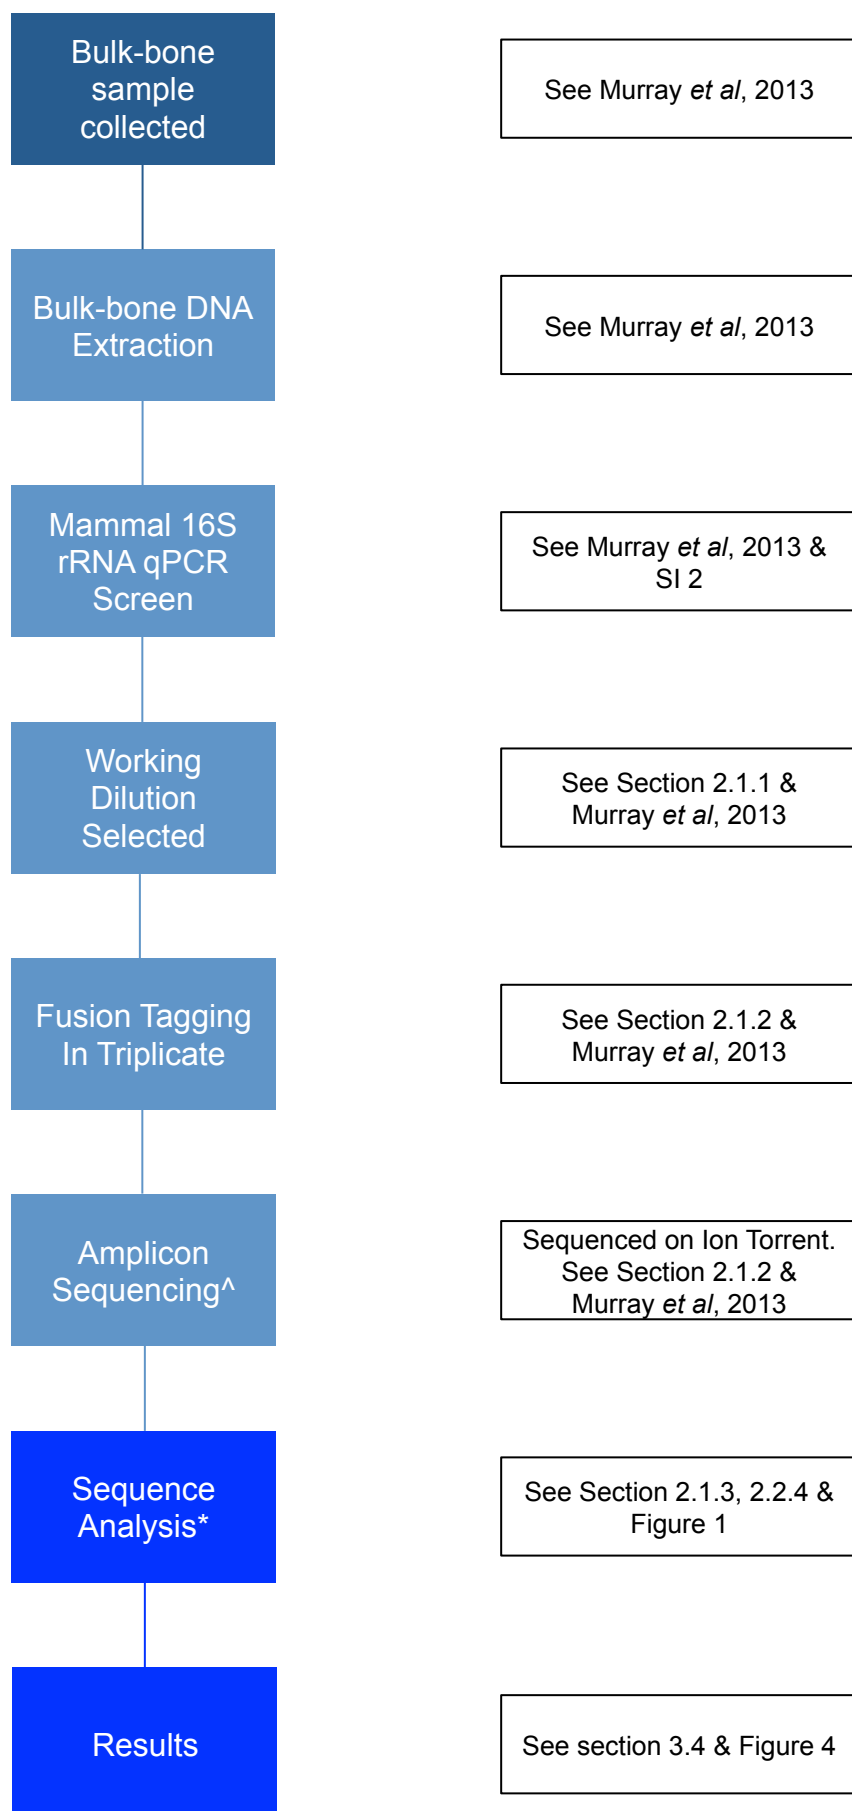 Bulk-bone
sample
collected
See Murray et al, 2013
Bulk-bone DNA
Extraction
See Murray et al, 2013
Mammal 16S
rRNA qPCR
Screen
See Murray et al, 2013 &
SI 2
Working
Dilution
Selected
See Section 2.1.1 &
Murray et al, 2013
Fusion Tagging
In Triplicate
See Section 2.1.2 &
Murray et al, 2013
Amplicon
Sequencing^
Sequenced on Ion Torrent.
See Section 2.1.2 &
Murray et al, 2013
Sequence
Analysis*
See Section 2.1.3, 2.2.4 &
Figure 1
Results
See section 3.4 & Figure 4